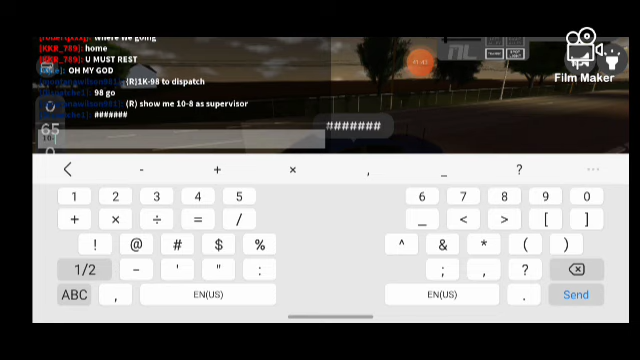 where we going
[KKR_789]: home
[KKR_789]: U MUST REST
OH MY GOD
(R)1K-98 to dispatch
98 go
(R) show me 10-8 as supervisor
#######
#######
65
Film Maker
- + × , _ ? ...
1 2 3 4 5 6 7 8 9 0
+ × ÷ = / _ < > [ ]
! @ # $ % ^ & * ( )
1/2 - ' " : ; , ?
ABC , EN(US) EN(US) . Send